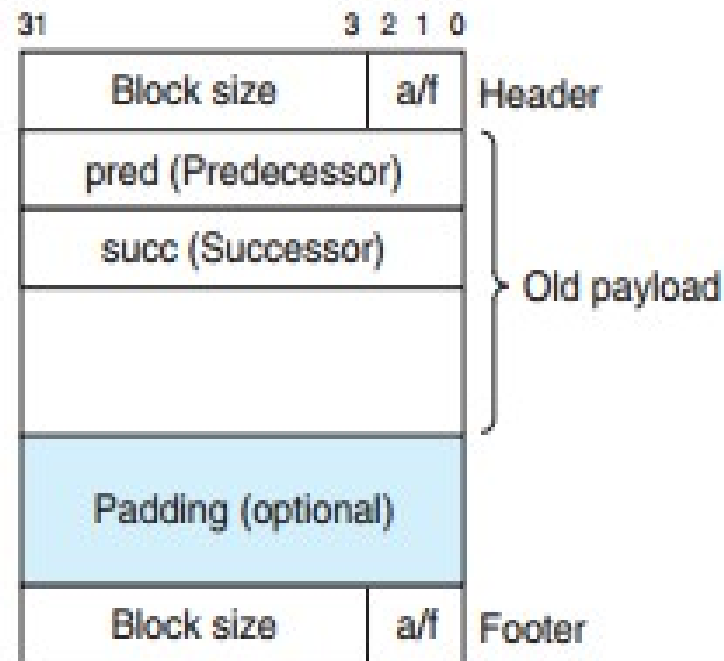 31 3 2 1 0
Block size a/f Header
pred (Predecessor)
succ (Successor)
Old payload
Padding (optional)
Block size a/f Footer